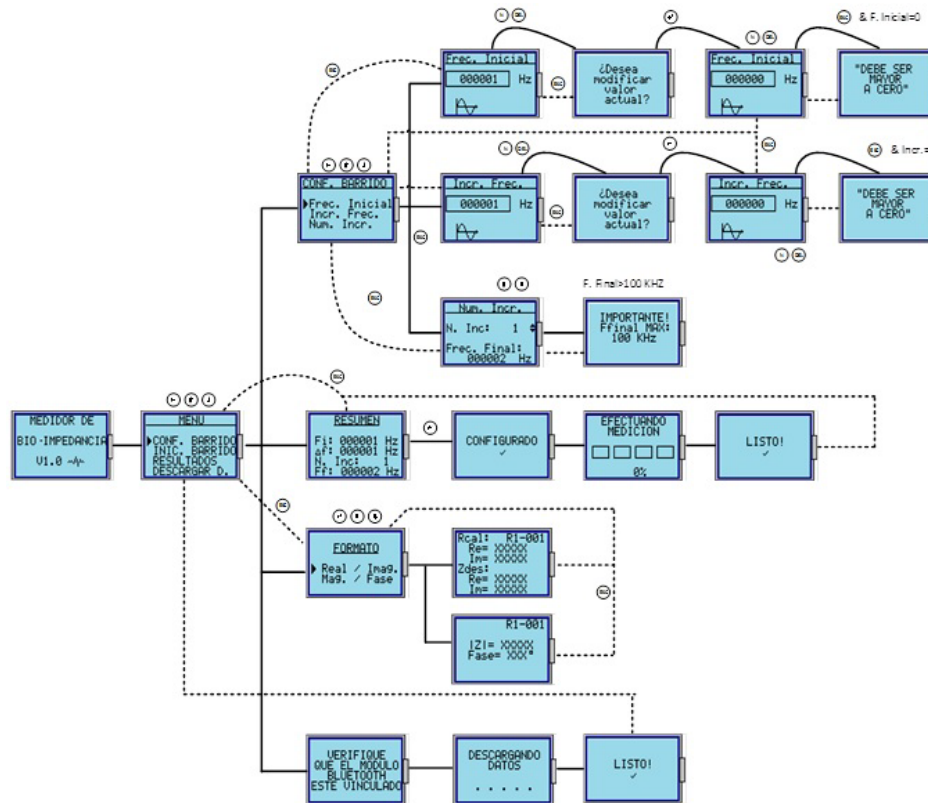 & F. Inicial=0
Frec. Inicial
000001 Hz
¿Desea
modificar
valor
actual?
Frec. Inicial
000000 Hz
"DEBE SER
MAYOR
A CERO"
& Incr.=
CONF. BARRIDO
Frec. Inicial
Incr. Frec.
Num. Incr.
Incr. Frec.
000001 Hz
¿Desea
modificar
valor
actual?
Incr. Frec.
000000 Hz
"DEBE SER
MAYOR
A CERO"
F. Final>100 KHZ
Num. Incr.
N. Inc: 1
Frec. Final:
000002 Hz
IMPORTANTE!
Ffinal MAX:
100 KHz
MEDIDOR DE
BIO-IMPEDANCIA
V1.0
MENU
CONF. BARRIDO
INIC. BARRIDO
RESULTADOS
DESCARGAR D.
RESUMEN
Fi: 000001 Hz
Δf: 000001 Hz
N. Inc: 1
Ff: 000002 Hz
CONFIGURADO
✓
EFECTUANDO
MEDICION
0%
LISTO!
✓
FORMATO
Real / Imag.
Mag. / Fase
Rcal: R1-001
Re= XXXXX
Im= XXXXX
Zdes:
Re= XXXXX
Im= XXXXX
R1-001
|Z|= XXXXX
Fase= XXX°
VERIFIQUE
QUE EL MODULO
BLUETOOTH
ESTE VINCULADO
DESCARGANDO
DATOS
. . . . .
LISTO!
✓